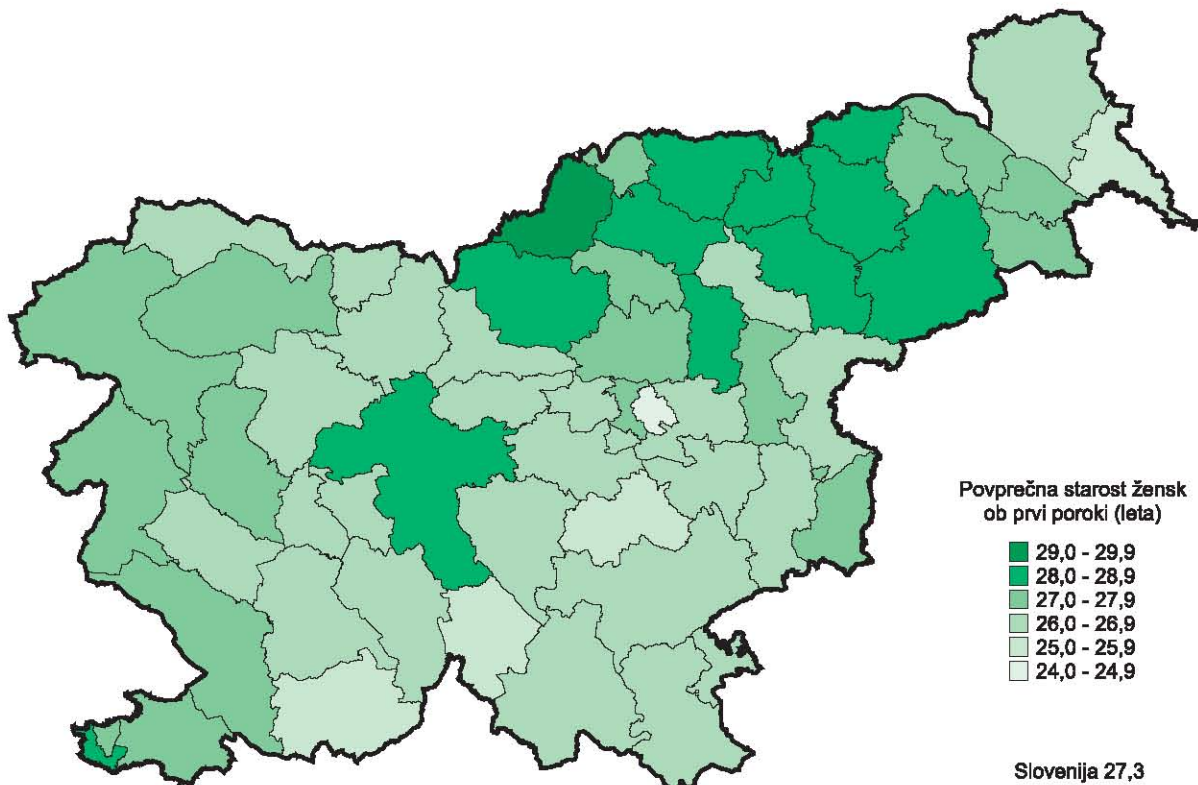 Povprečna starost žensk
ob prvi poroki (leta)
29,0 - 29,9
28,0 - 28,9
27,0 - 27,9
26,0 - 26,9
25,0 - 25,9
24,0 - 24,9
Slovenija 27,3